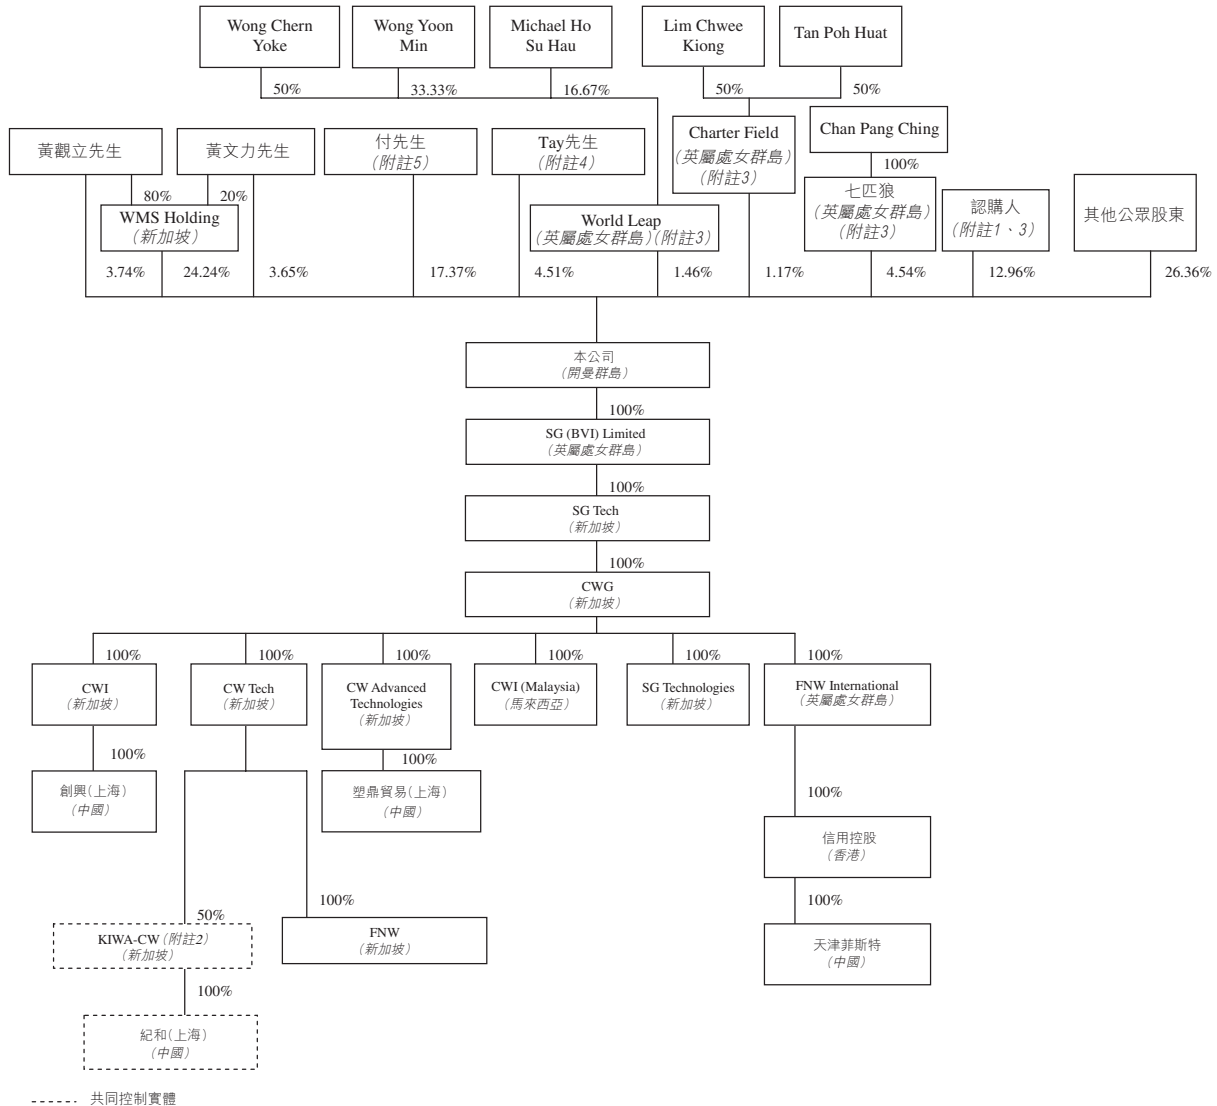 Wong Chern
Yoke
Wong Yoon
Min
Michael Ho
Su Hau
Lim Chwee
Kiong
Tan Poh Huat
50%
33.33%
16.67%
50%
50%
黃觀立先生
黃文力先生
付先生
(附註5)
Tay先生
(附註4)
Charter Field
(英屬處女群島)
(附註3)
Chan Pang Ching
100%
80%
20%
WMS Holding
(新加坡)
World Leap
(英屬處女群島)(附註3)
七匹狼
(英屬處女群島)
(附註3)
認購人
(附註1、3)
其他公眾股東
3.74%
24.24%
3.65%
17.37%
4.51%
1.46%
1.17%
4.54%
12.96%
26.36%
本公司
(開曼群島)
100%
SG (BVI) Limited
(英屬處女群島)
100%
SG Tech
(新加坡)
100%
CWG
(新加坡)
100%
100%
100%
100%
100%
100%
CWI
(新加坡)
CW Tech
(新加坡)
CW Advanced
Technologies
(新加坡)
CWI (Malaysia)
(馬來西亞)
SG Technologies
(新加坡)
FNW International
(英屬處女群島)
100%
100%
創興(上海)
(中國)
塑鼎貿易(上海)
(中國)
100%
信用控股
(香港)
100%
50%
100%
KIWA-CW(附註2)
(新加坡)
FNW
(新加坡)
天津菲斯特
(中國)
100%
紀和(上海)
(中國)
共同控制實體